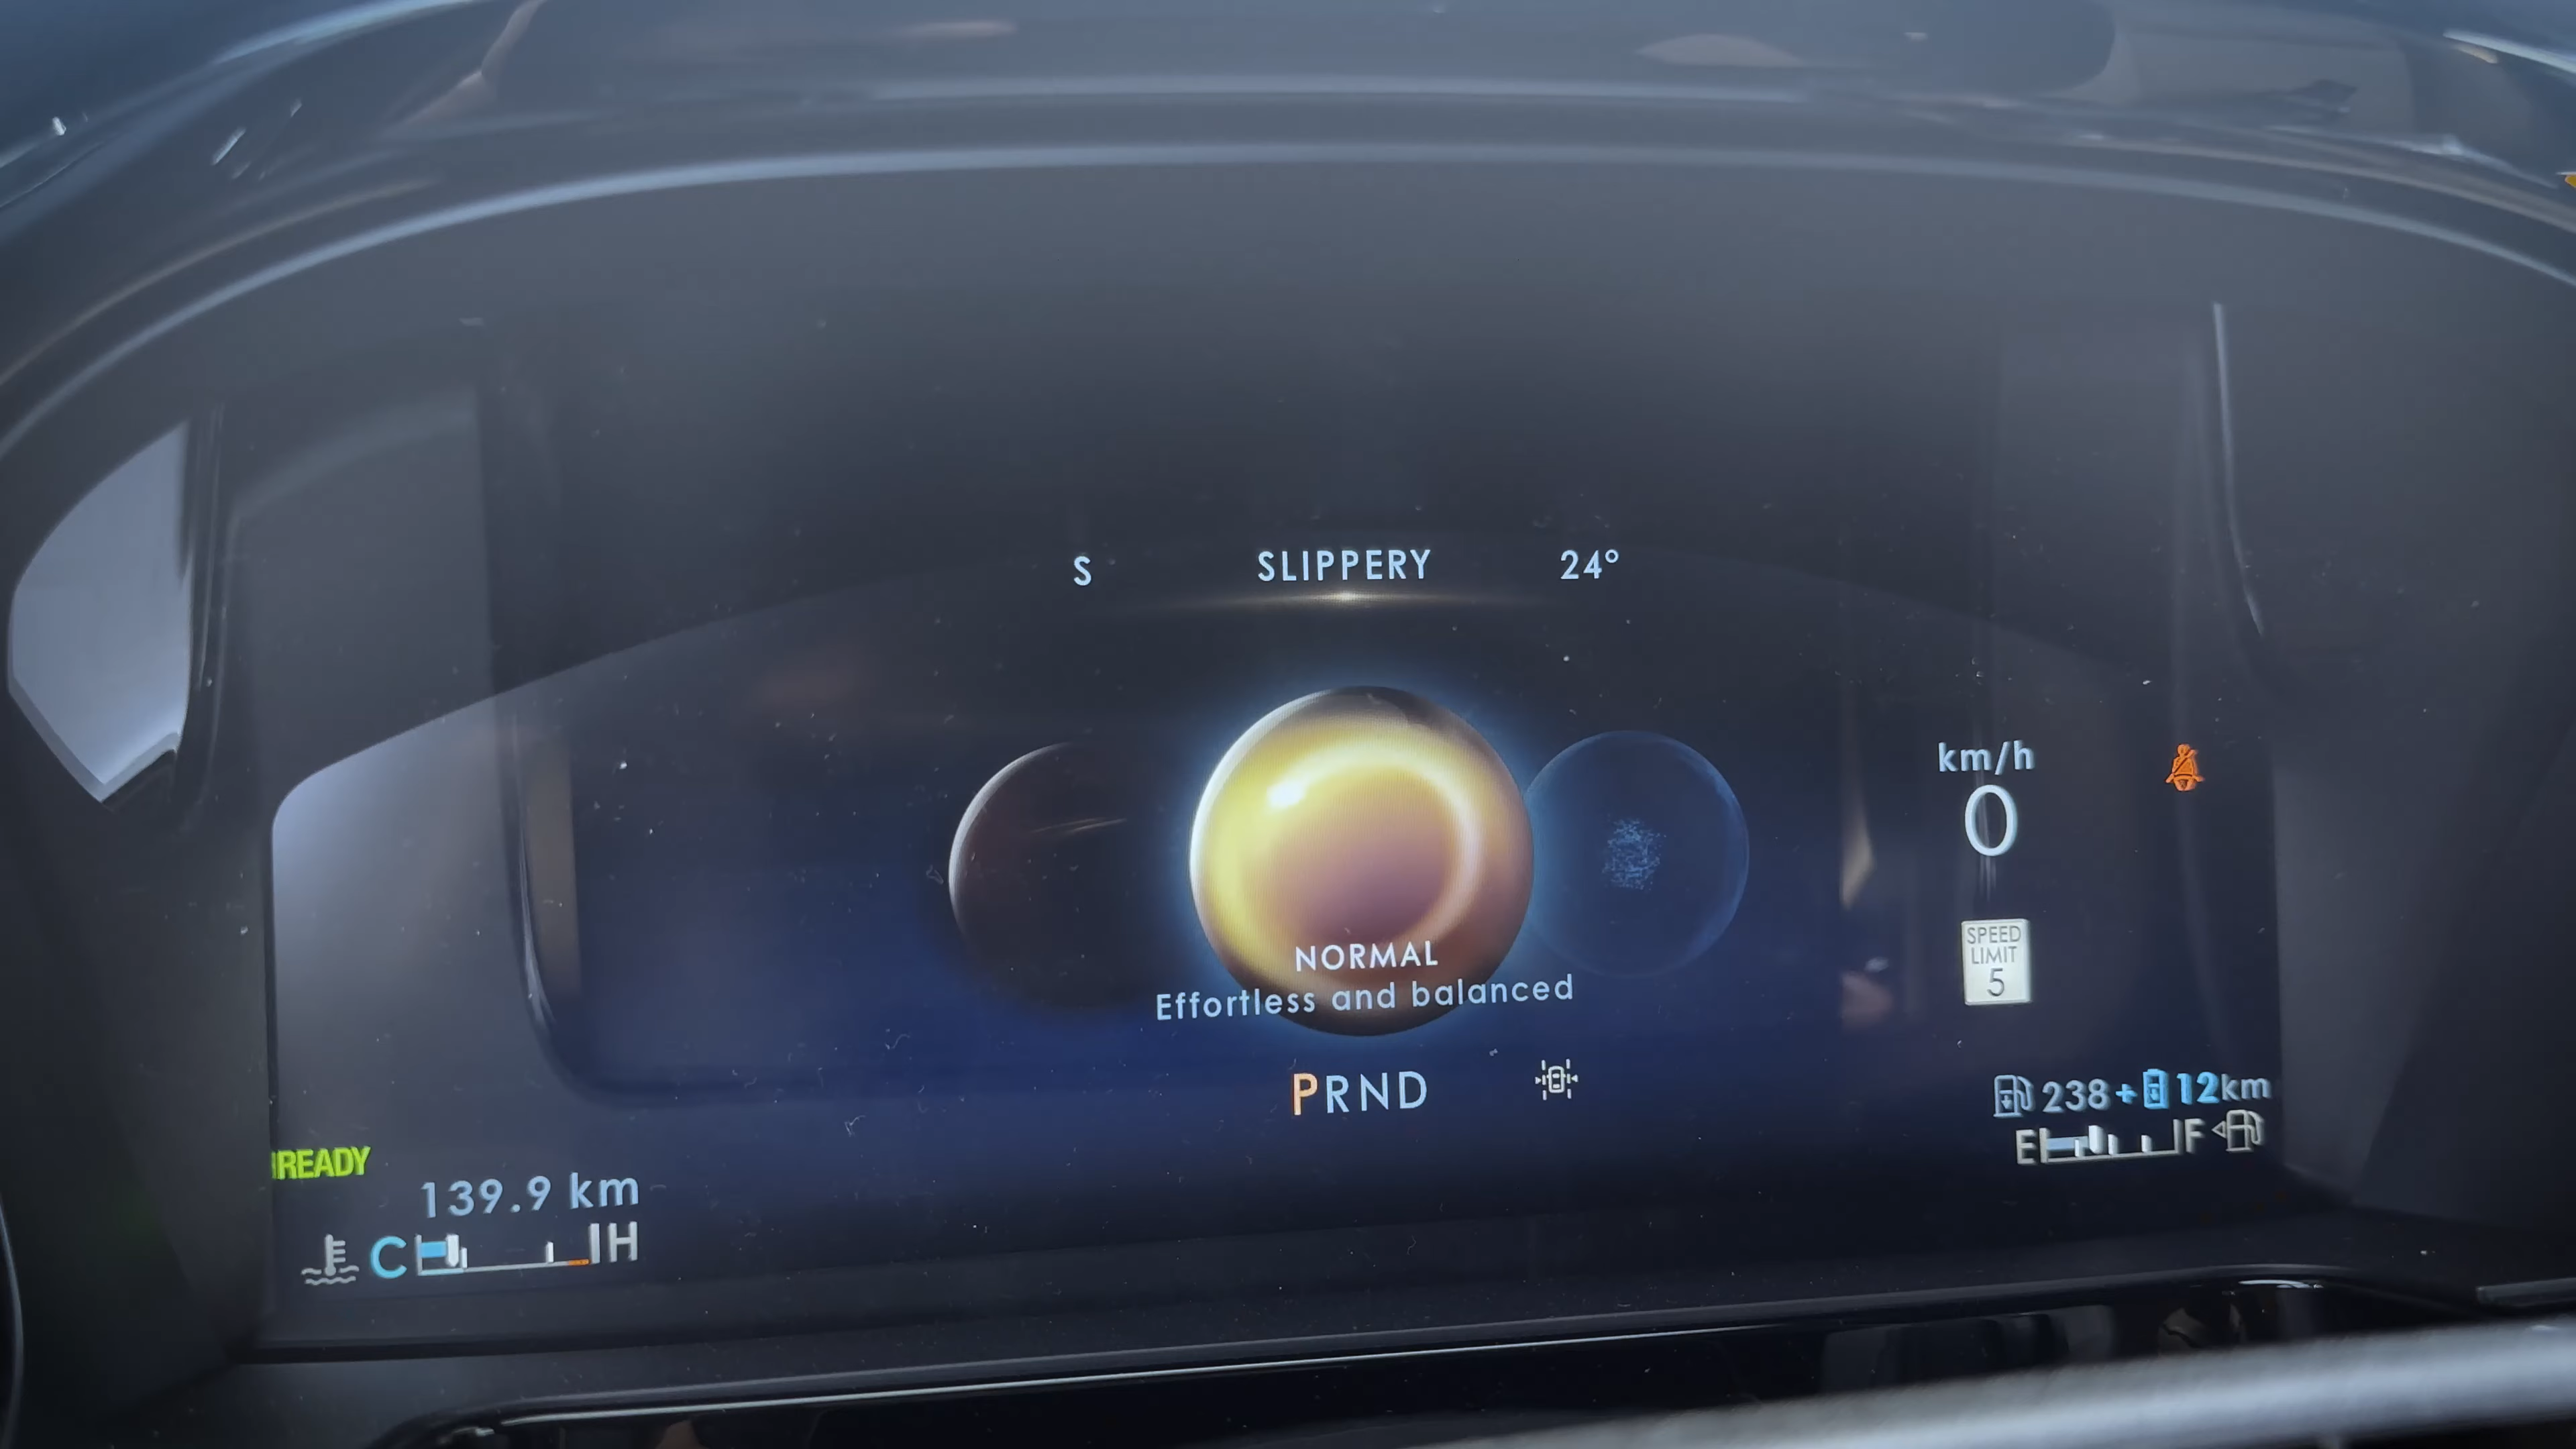 S SLIPPERY 24°
km/h
0
SPEED
LIMIT
5
NORMAL
Effortless and balanced
PRND
238+12km
E F
READY
139.9 km
C H